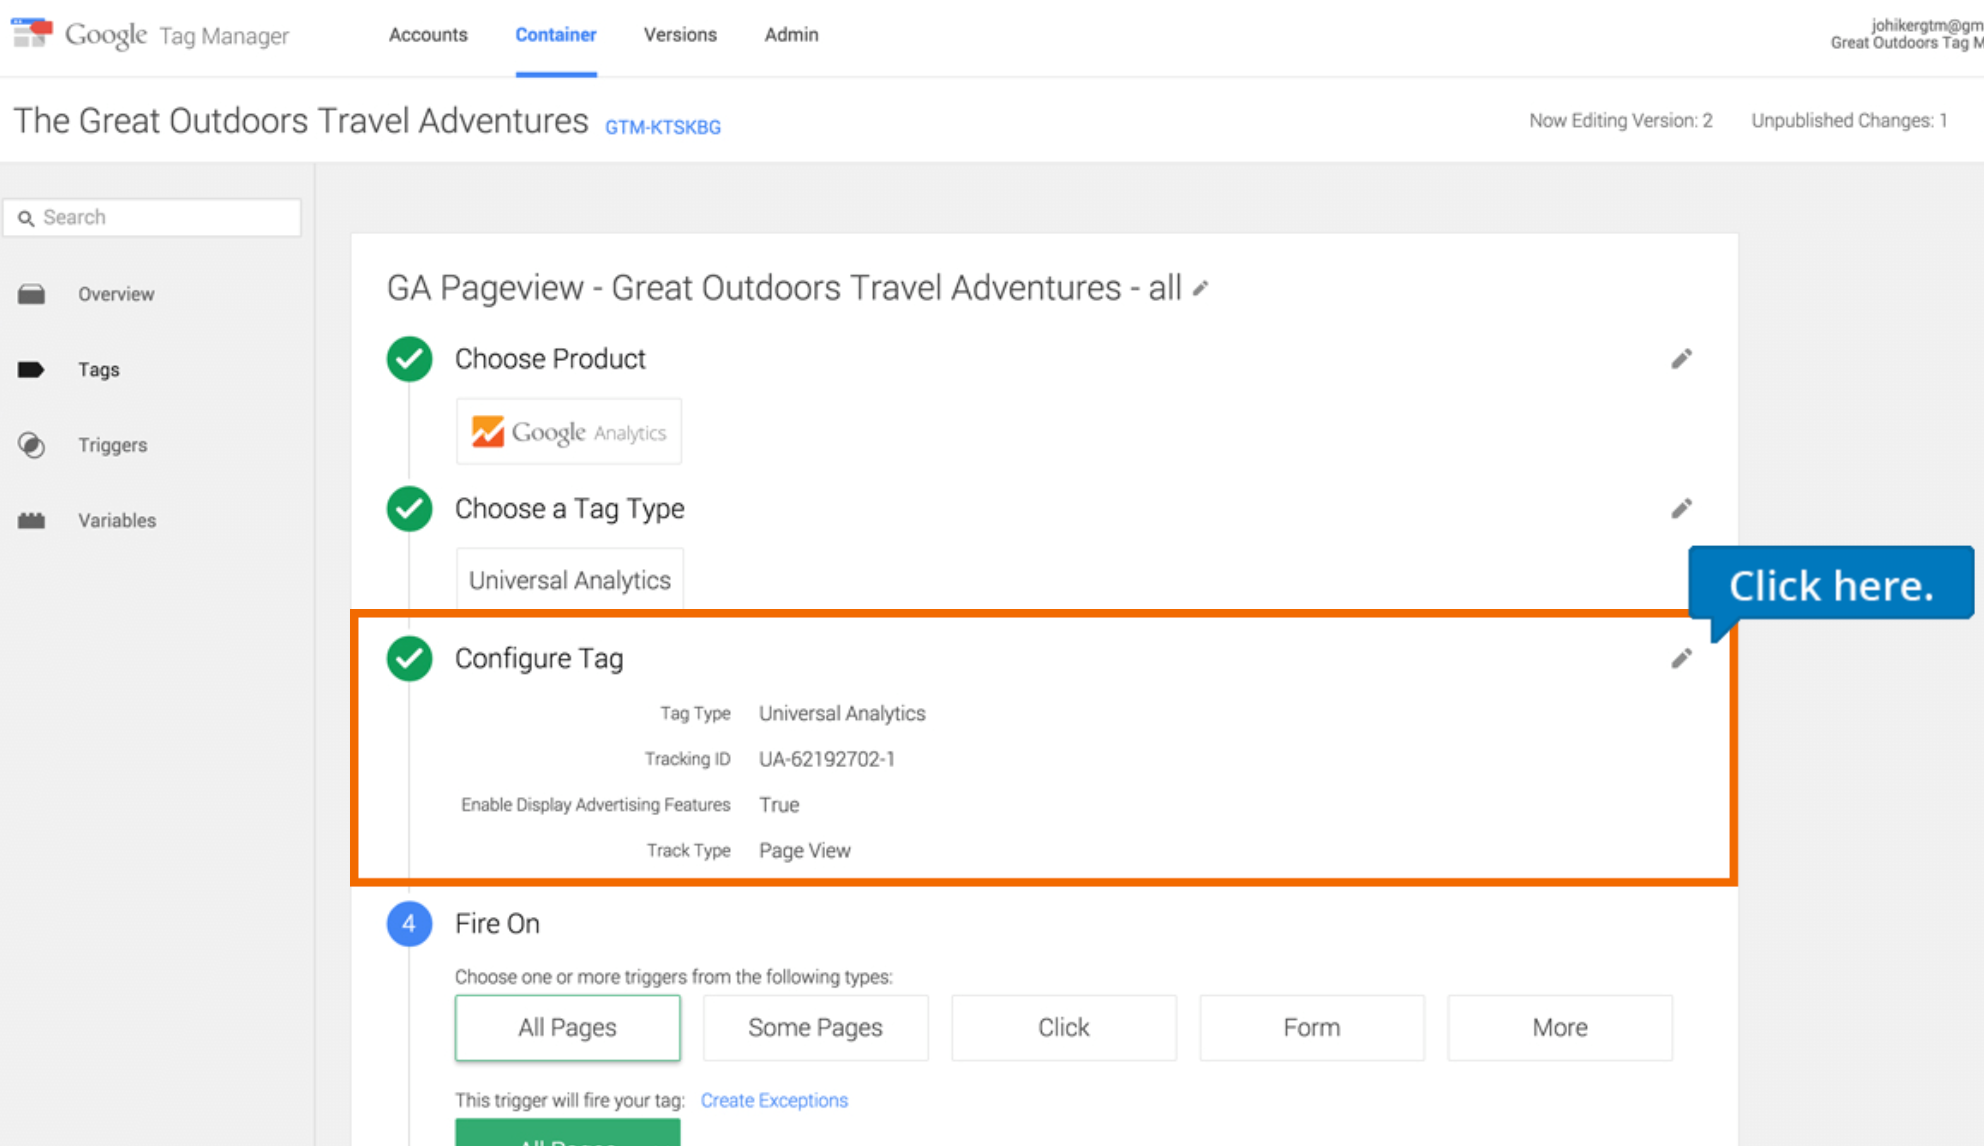 Google Tag Manager Accounts Container Versions Admin
johikergtm@gm
Great Outdoors Tag M
The Great Outdoors Travel Adventures GTM-KTSKBG Now Editing Version: 2 Unpublished Changes: 1
Search
Overview
Tags
Triggers
Variables
GA Pageview - Great Outdoors Travel Adventures - all
Choose Product
Google Analytics
Choose a Tag Type
Universal Analytics
Click here.
Configure Tag
Tag Type Universal Analytics
Tracking ID UA-62192702-1
Enable Display Advertising Features True
Track Type Page View
4 Fire On
Choose one or more triggers from the following types:
All Pages Some Pages Click Form More
This trigger will fire your tag: Create Exceptions
All Pages